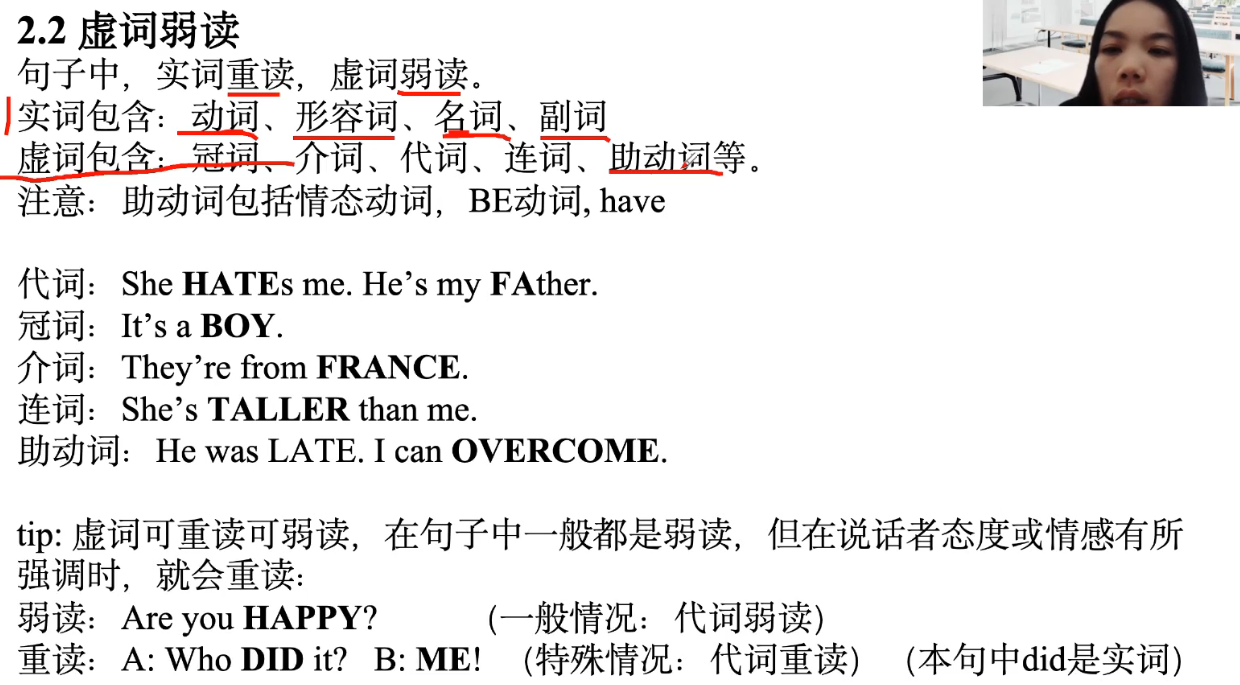 2.2 虚词弱读
句子中，实词重读，虚词弱读。
实词包含：动词、形容词、名词、副词
虚词包含：冠词、介词、代词、连词、助动词等。
注意：助动词包括情态动词，BE动词, have
代词：She HATEs me. He’s my FAther.
冠词：It’s a BOY.
介词：They’re from FRANCE.
连词：She’s TALLER than me.
助动词：He was LATE. I can OVERCOME.
tip: 虚词可重读可弱读，在句子中一般都是弱读，但在说话者态度或情感有所
强调时，就会重读：
弱读：Are you HAPPY? （一般情况：代词弱读）
重读：A: Who DID it? B: ME! （特殊情况：代词重读）（本句中did是实词）